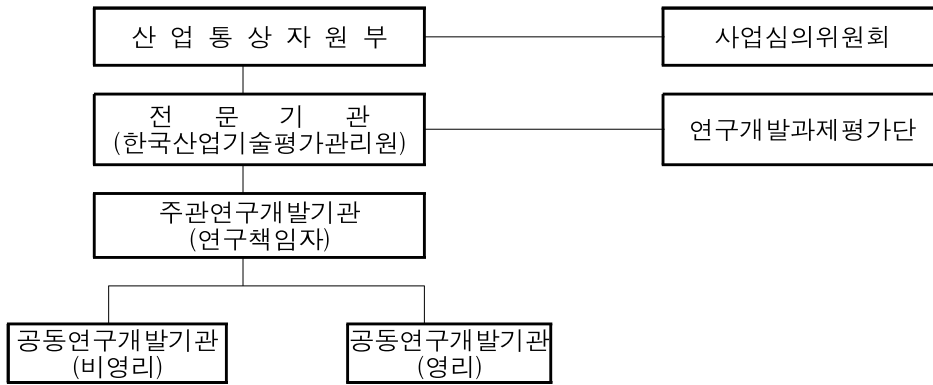 산 업 통 상 자 원 부
사업심의위원회
전 문 기 관
(한국산업기술평가관리원)
연구개발과제평가단
주관연구개발기관
(연구책임자)
공동연구개발기관
(비영리)
공동연구개발기관
(영리)